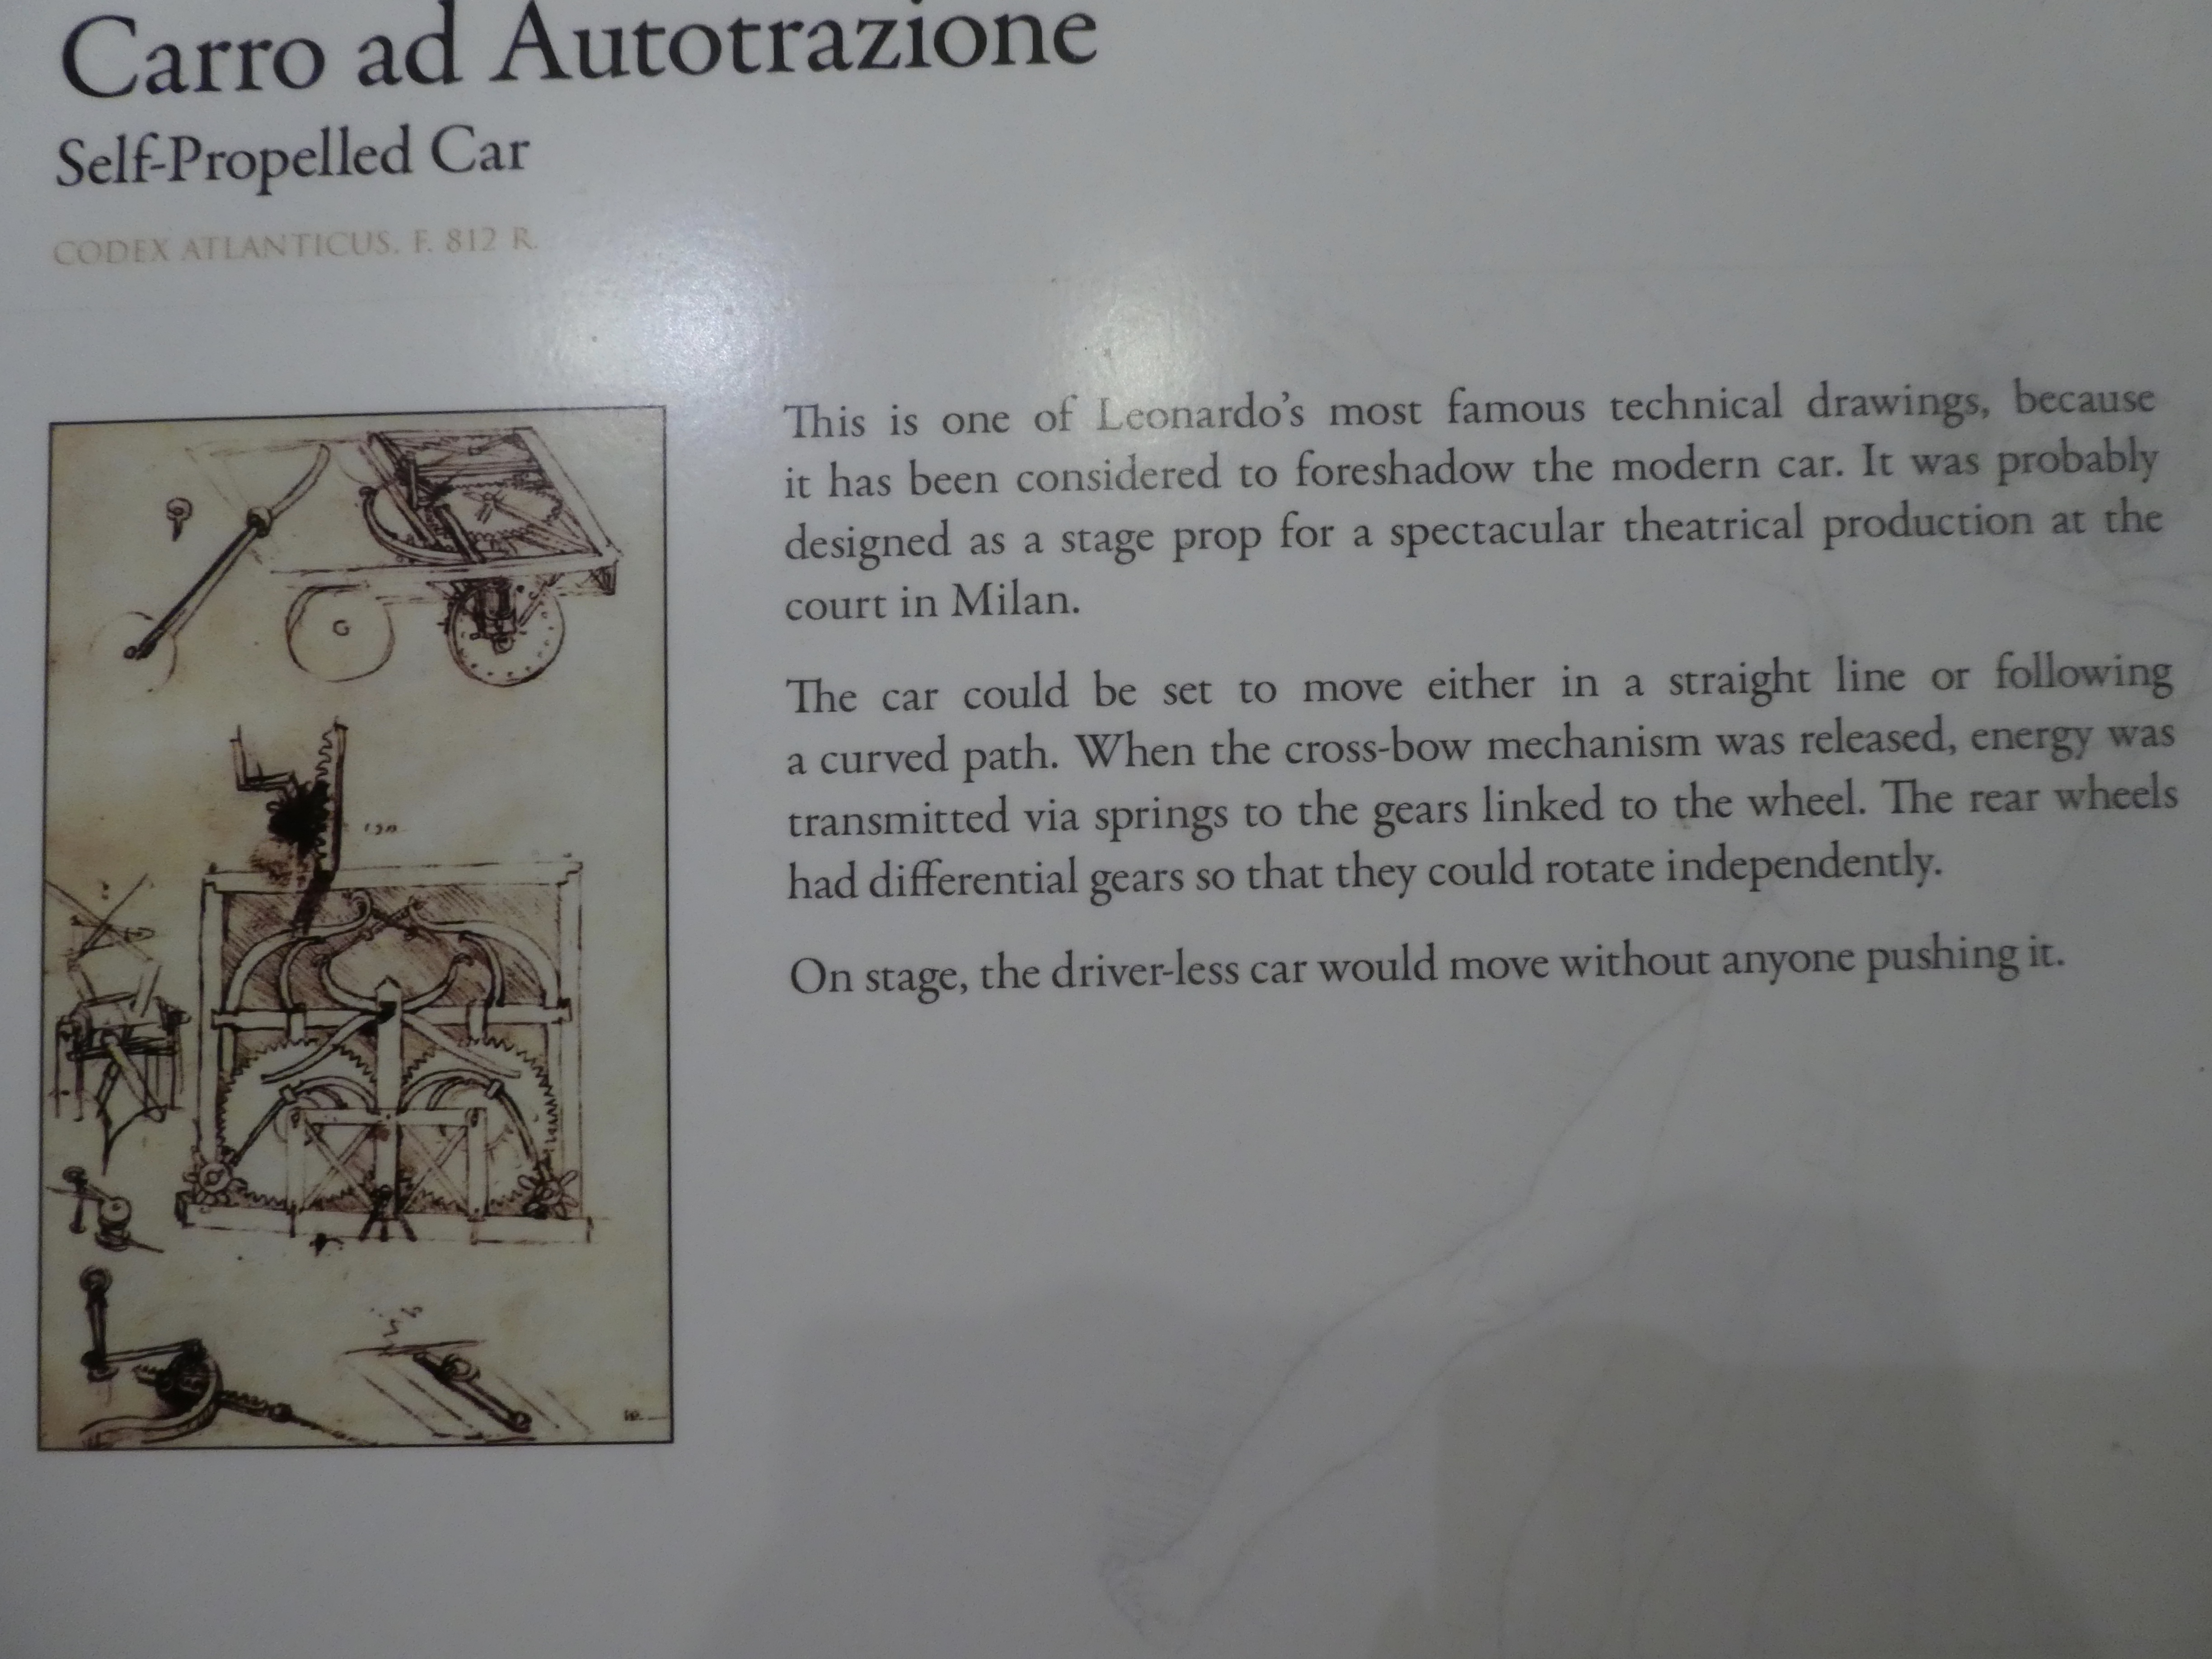 Carro ad Autotrazione
Self-Propelled Car
CODEX ATLANTICUS. F. 812 R.
This is one of Leonardo's most famous technical drawings, because
it has been considered to foreshadow the modern car. It was probably
designed as a stage prop for a spectacular theatrical production at the
court in Milan.
The car could be set to move either in a straight line or following
a curved path. When the cross-bow mechanism was released, energy was
transmitted via springs to the gears linked to the wheel. The rear wheels
had differential gears so that they could rotate independently.
On stage, the driver-less car would move without anyone pushing it.